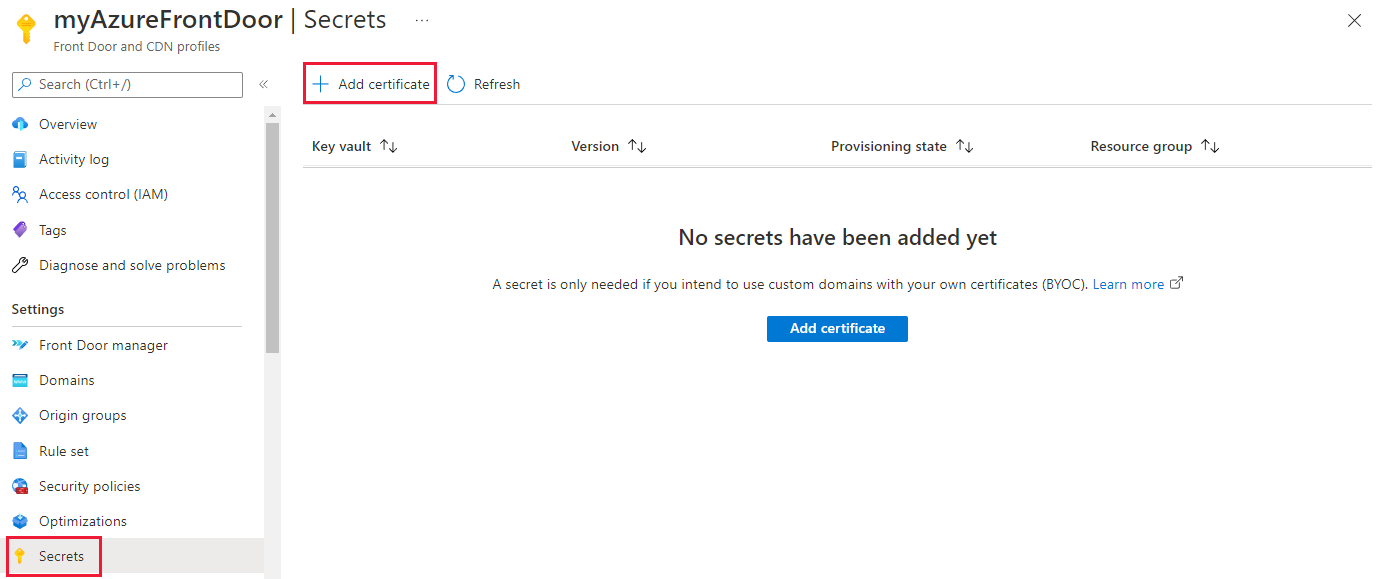 myAzureFrontDoor | Secrets ...
Front Door and CDN profiles
Search (Ctrl+/)
«
Overview
Activity log
Access control (IAM)
Tags
Diagnose and solve problems
Settings
Front Door manager
Domains
Origin groups
Rule set
Security policies
Optimizations
Secrets
Add certificate Refresh
Key vault Version Provisioning state Resource group
No secrets have been added yet
A secret is only needed if you intend to use custom domains with your own certificates (BYOC). Learn more
Add certificate